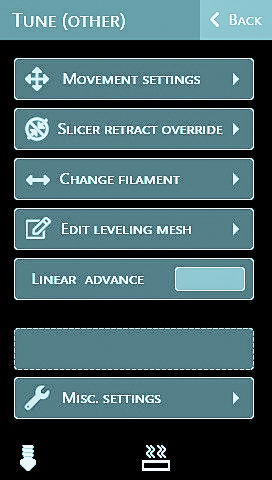 Tune (other)
Back
Movement settings
Slicer retract override
Change filament
Edit leveling mesh
Linear advance
Misc. settings